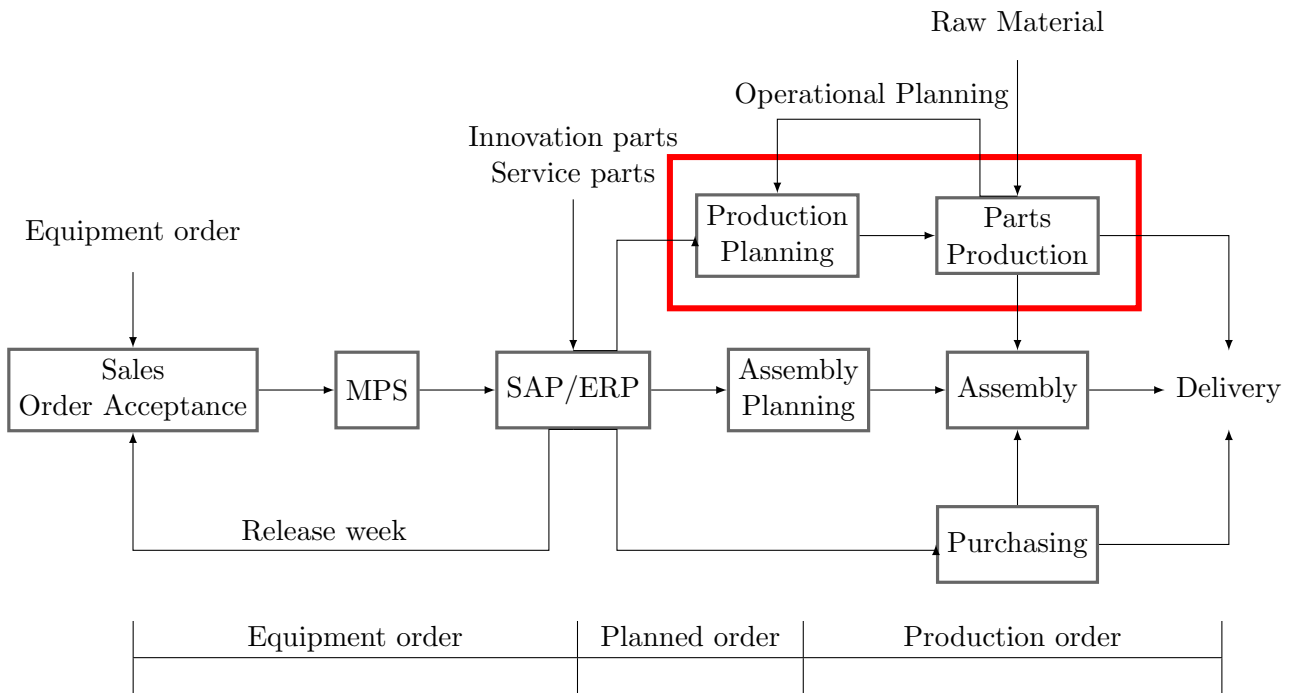 Raw Material
Operational Planning
Innovation parts
Service parts
Production
Planning
Parts
Production
Equipment order
Sales
Order Acceptance
MPS
SAP/ERP
Assembly
Planning
Assembly
Delivery
Release week
Purchasing
Equipment order
Planned order
Production order